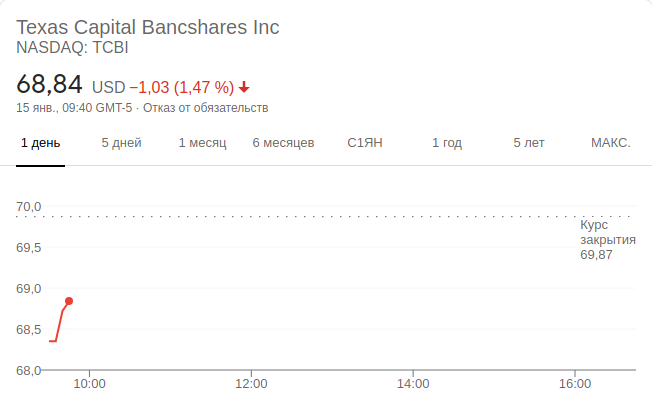 Texas Capital Bancshares Inc
NASDAQ: TCBI
68,84 USD −1,03 (1,47 %)
15 янв., 09:40 GMT-5 · Отказ от обязательств
1 день 5 дней 1 месяц 6 месяцев С1ЯН 1 год 5 лет МАКС.
70,0
Курс
закрытия
69,87
69,5
69,0
68,5
68,0
10:00 12:00 14:00 16:00